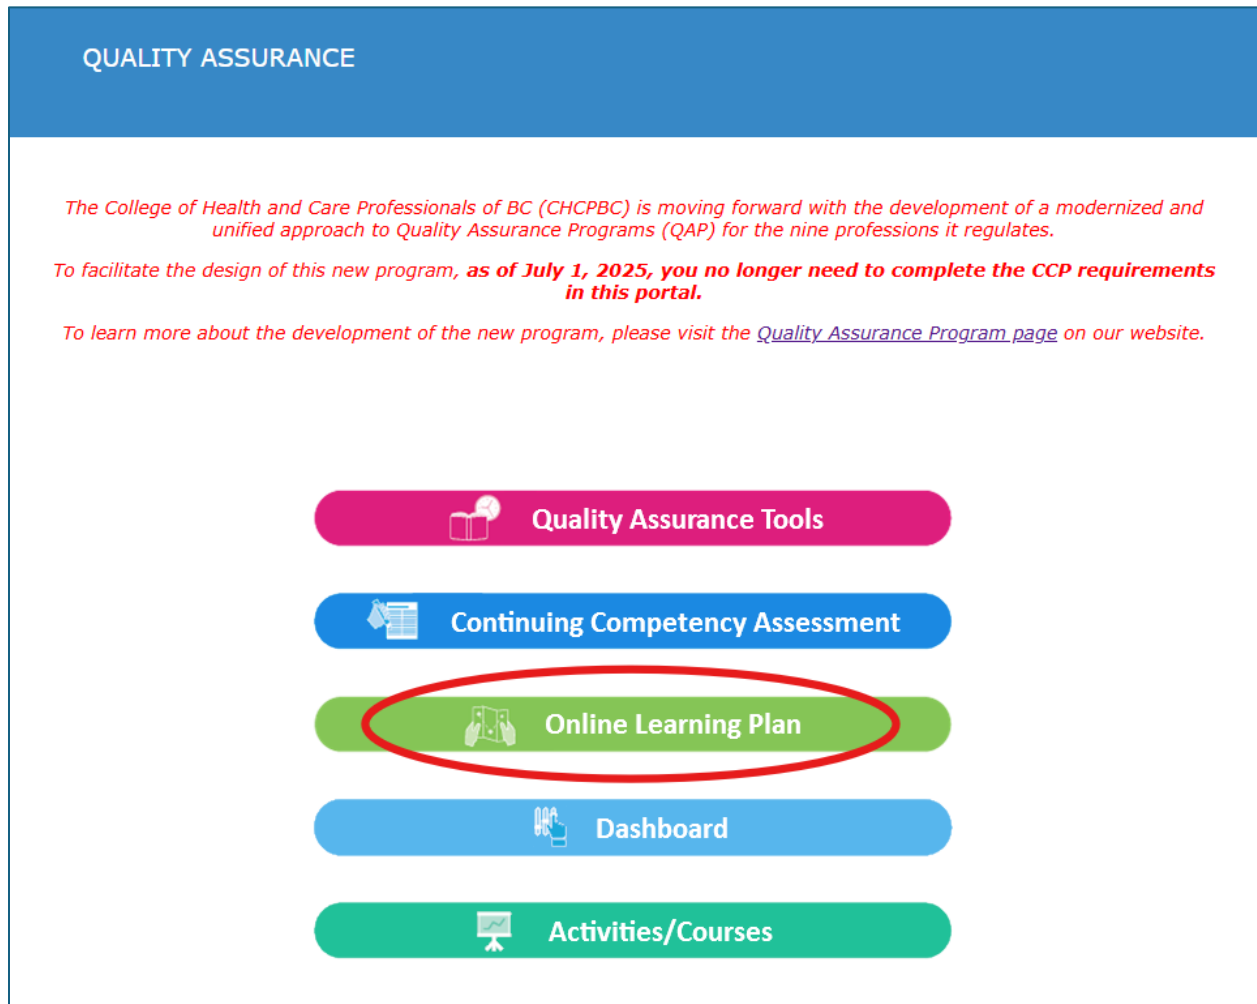 QUALITY ASSURANCE
The College of Health and Care Professionals of BC (CHCPBC) is moving forward with the development of a modernized and
unified approach to Quality Assurance Programs (QAP) for the nine professions it regulates.
To facilitate the design of this new program, as of July 1, 2025, you no longer need to complete the CCP requirements
in this portal.
To learn more about the development of the new program, please visit the Quality Assurance Program page on our website.
Quality Assurance Tools
Continuing Competency Assessment
Online Learning Plan
Dashboard
Activities/Courses